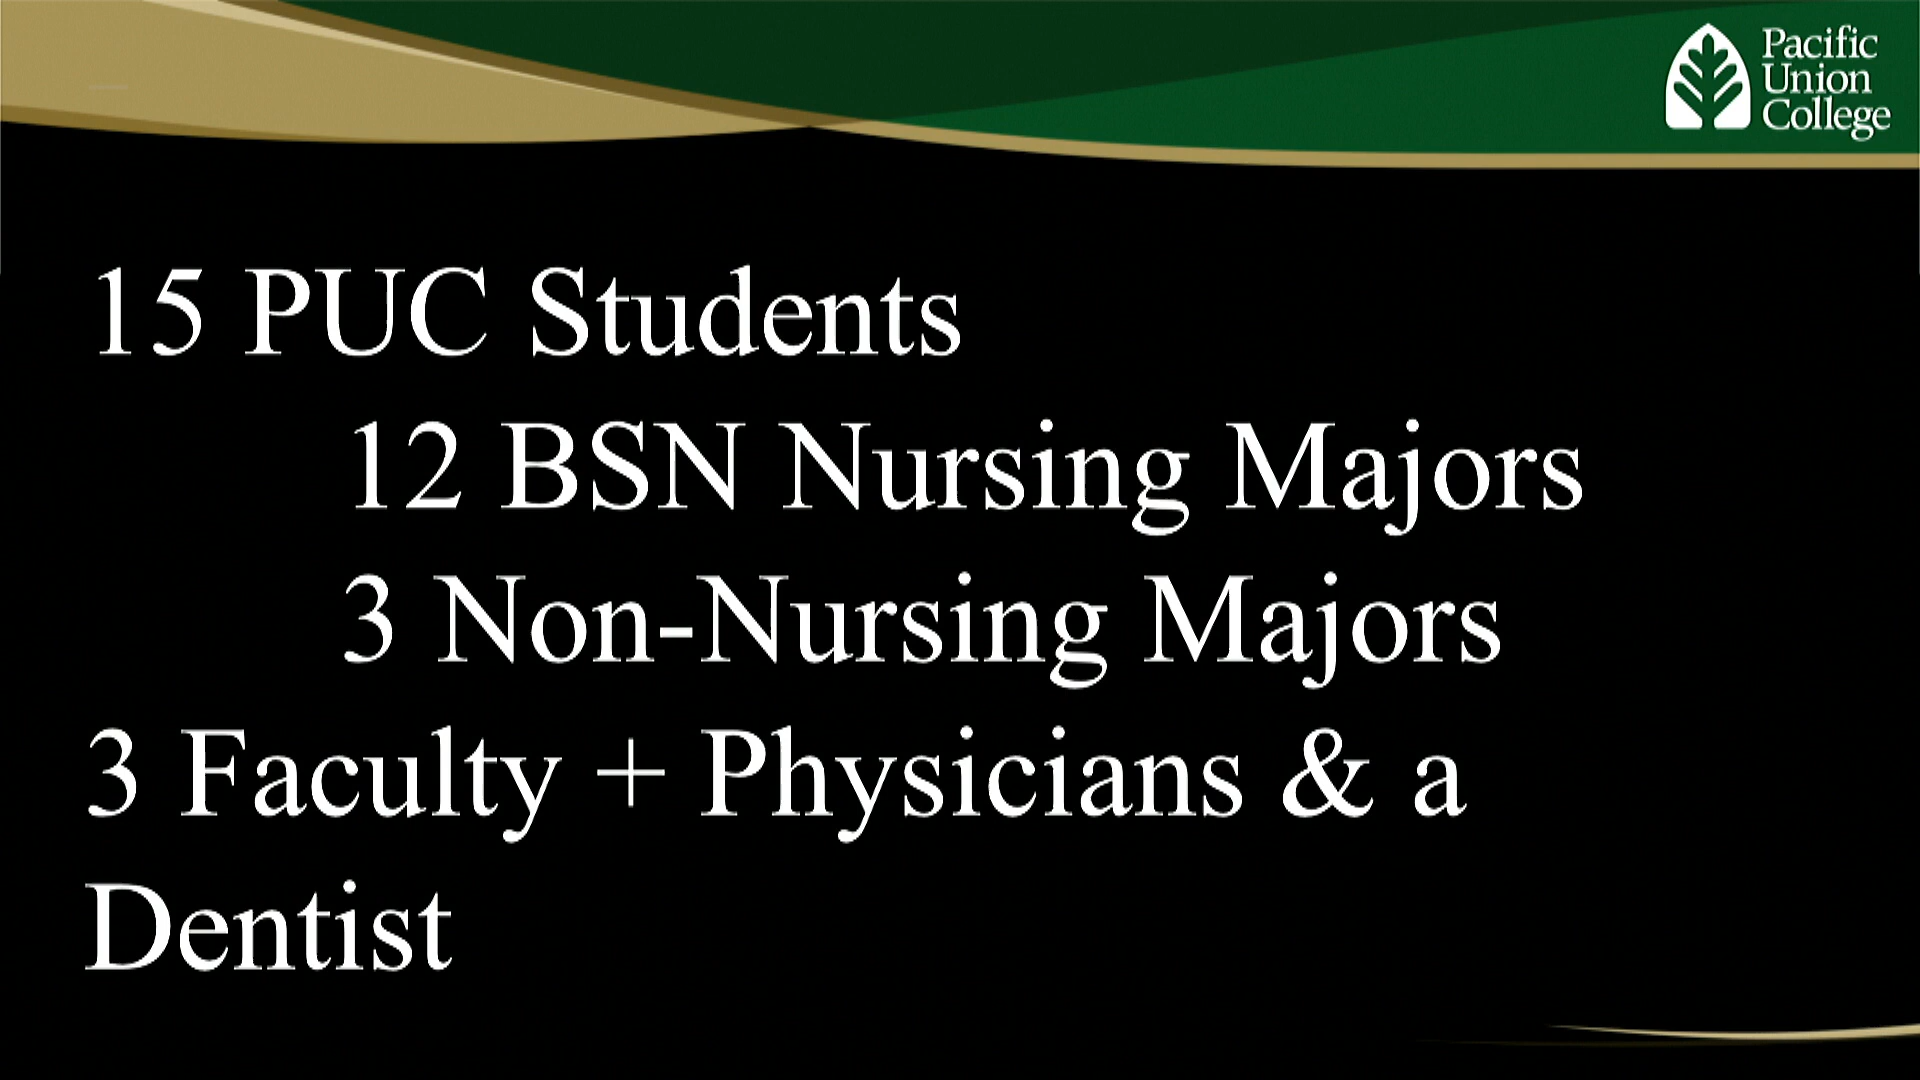 Pacific
Union
College
15 PUC Students
12 BSN Nursing Majors
3 Non-Nursing Majors
3 Faculty + Physicians & a
Dentist